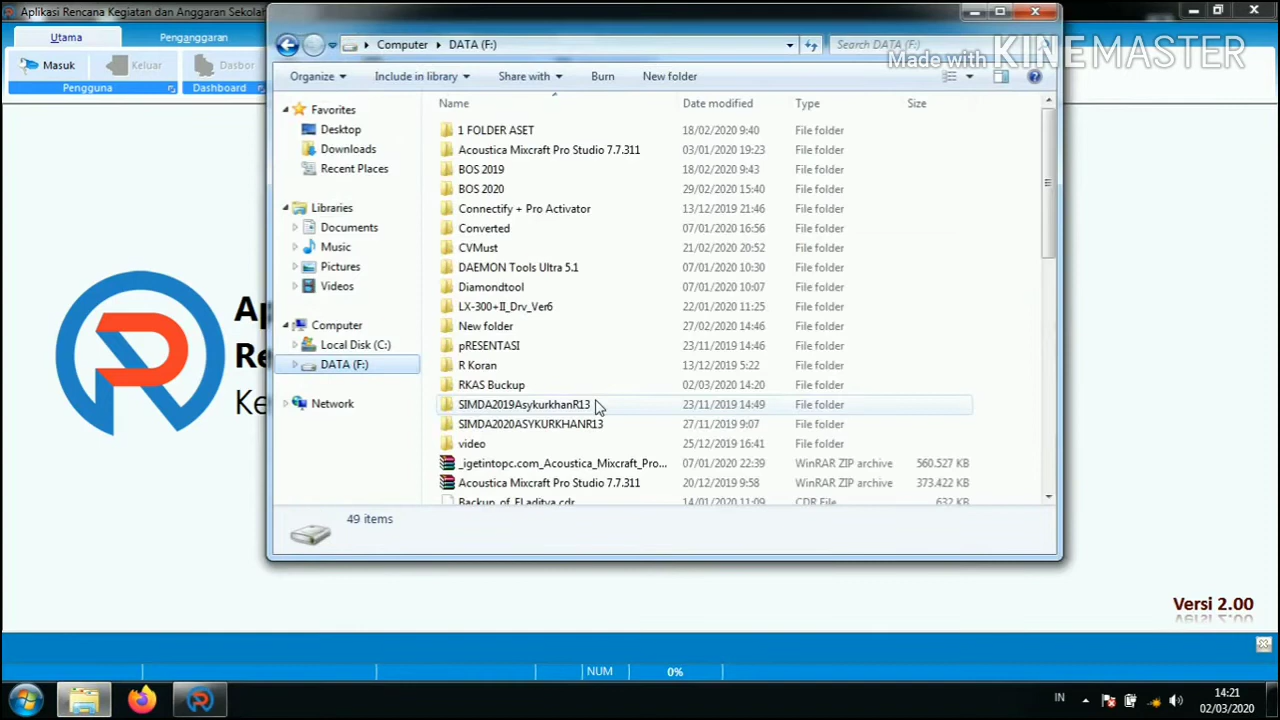 Aplikasi Rencana Kegiatan dan Anggaran Sekolah
Utama
Penganggaran
Masuk
Keluar
Dasbor
Pengguna
Dashboard
Computer
DATA (F:)
Search DATA (F:)
Made with KINEMASTER
Organize
Include in library
Share with
Burn
New folder
Favorites
Desktop
Downloads
Recent Places
Libraries
Documents
Music
Pictures
Videos
Computer
Local Disk (C:)
DATA (F:)
Network
Name Date modified Type Size
1 FOLDER ASET 18/02/2020 9:40 File folder
Acoustica Mixcraft Pro Studio 7.7.311 03/01/2020 19:23 File folder
BOS 2019 18/02/2020 9:43 File folder
BOS 2020 29/02/2020 15:40 File folder
Connectify + Pro Activator 13/12/2019 21:46 File folder
Converted 07/01/2020 16:56 File folder
CVMust 21/02/2020 20:52 File folder
DAEMON Tools Ultra 5.1 07/01/2020 10:30 File folder
Diamondtool 07/01/2020 10:07 File folder
LX-300+II_Drv_Ver6 22/01/2020 11:25 File folder
New folder 27/02/2020 14:46 File folder
pRESENTASI 23/11/2019 14:46 File folder
R Koran 13/12/2019 5:22 File folder
RKAS Buckup 02/03/2020 14:20 File folder
SIMDA2019AsykurkhanR13 23/11/2019 14:49 File folder
SIMDA2020ASYKURKHANR13 27/11/2019 9:07 File folder
video 25/12/2019 16:41 File folder
_igetintopc.com_Acoustica_Mixcraft_Pro... 07/01/2020 22:39 WinRAR ZIP archive 560.527 KB
Acoustica Mixcraft Pro Studio 7.7.311 20/12/2019 9:58 WinRAR ZIP archive 373.422 KB
Backup_of_ELaditya.cdr 14/01/2020 11:09 CDR File 632 KB
49 items
Ap
Re
Ke
Versi 2.00
NUM
0%
IN
14:21
02/03/2020